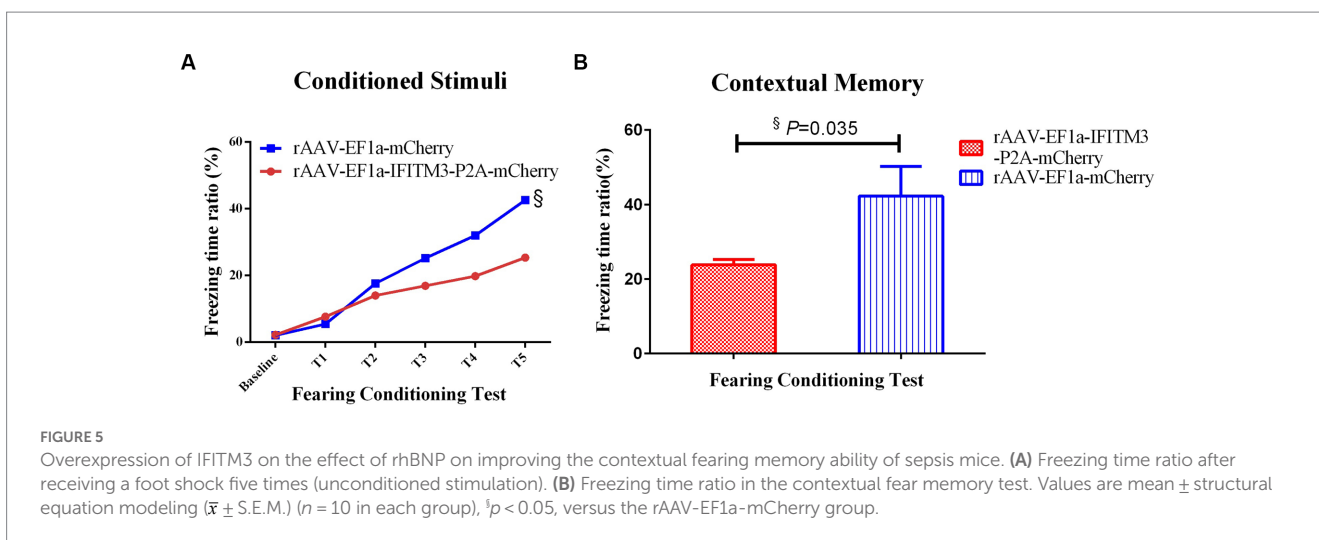 A
Conditioned Stimuli
60
40
20
0
Freezing time ratio (%)
rAAV-EF1a-mCherry
rAAV-EF1a-IFITM3-P2A-mCherry
§
Baseline
T1
T2
T3
T4
T5
Fearing Conditioning Test
B
Contextual Memory
60
40
20
0
Freezing time ratio(%)
§ P=0.035
rAAV-EF1a-IFITM3
-P2A-mCherry
rAAV-EF1a-mCherry
Fearing Conditioning Test
FIGURE 5
Overexpression of IFITM3 on the effect of rhBNP on improving the contextual fearing memory ability of sepsis mice. (A) Freezing time ratio after
receiving a foot shock five times (unconditioned stimulation). (B) Freezing time ratio in the contextual fear memory test. Values are mean ± structural
equation modeling (x̅ ± S.E.M.) (n = 10 in each group), §p < 0.05, versus the rAAV-EF1a-mCherry group.